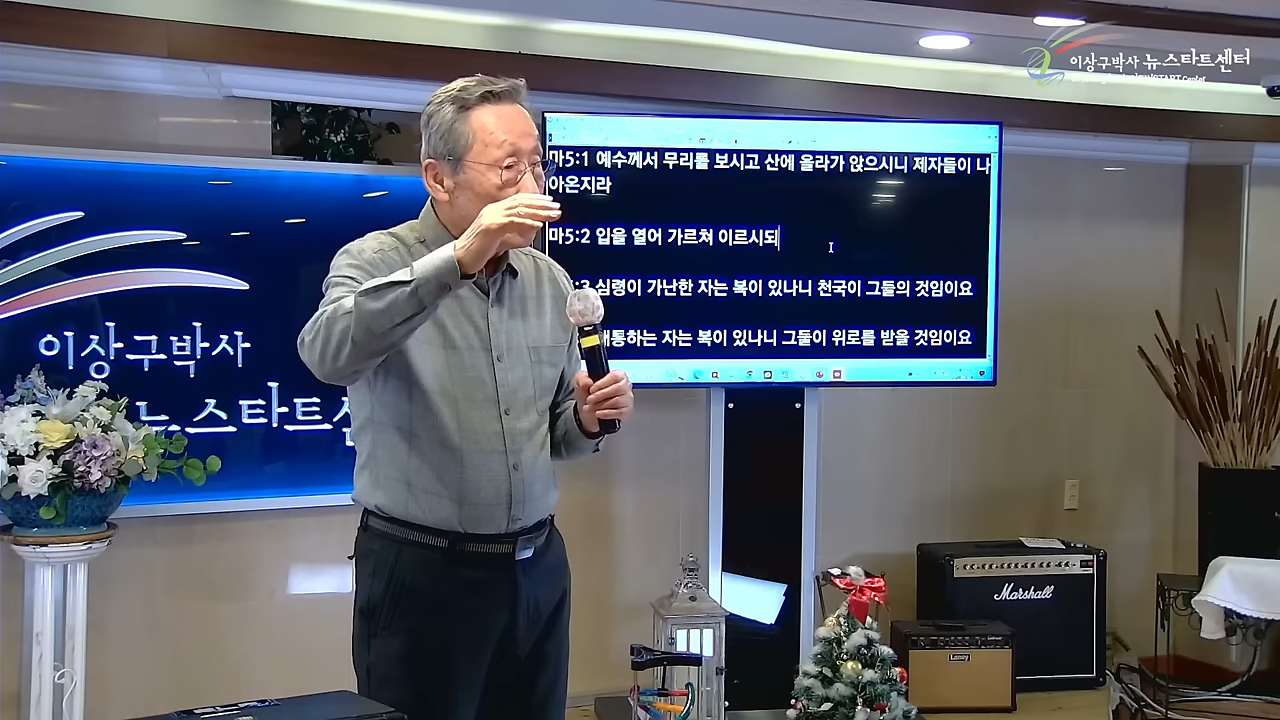 이상구박사 뉴스타트센터
마5:1 예수께서 무리를 보시고 산에 올라가 앉으시니 제자들이 나
아온지라
마5:2 입을 열어 가르쳐 이르시되
:3 심령이 가난한 자는 복이 있나니 천국이 그들의 것임이요
애통하는 자는 복이 있나니 그들이 위로를 받을 것임이요
이상구박사
뉴스타트센
Marshall
Laney